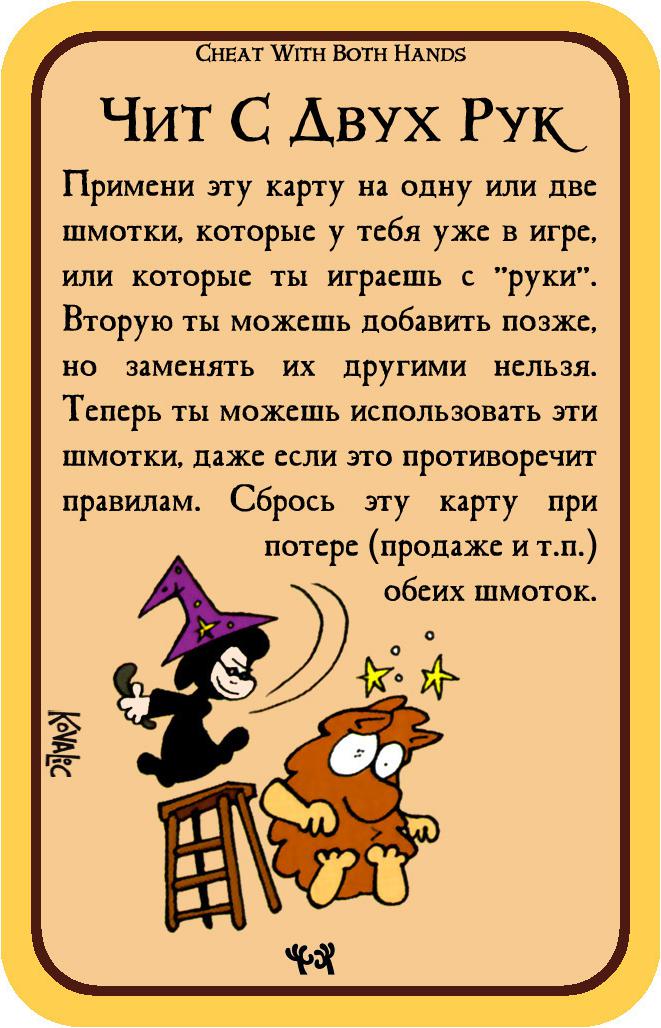 Cheat With Both Hands
Чит С Двух Рук
Примени эту карту на одну или две
шмотки, которые у тебя уже в игре,
или которые ты играешь с "руки".
Вторую ты можешь добавить позже,
но заменять их другими нельзя.
Теперь ты можешь использовать эти
шмотки, даже если это противоречит
правилам. Сбрось эту карту при
потере (продаже и т.п.)
обеих шмоток.
Kovalic